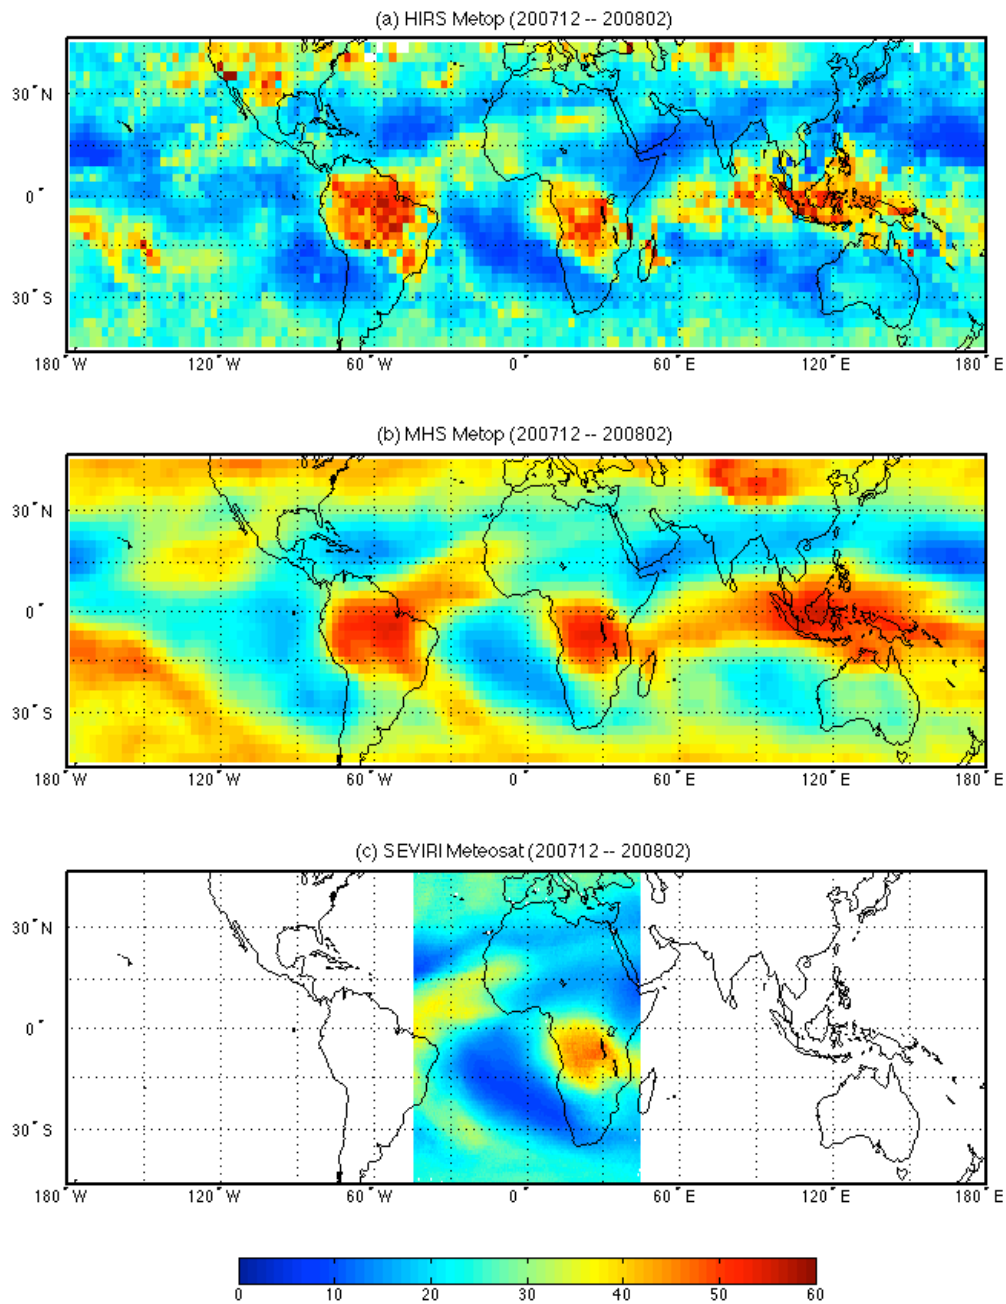 (a) HIRS Metop (200712 -- 200802)
30° N
0°
30° S
180° W 120° W 60° W 0° 60° E 120° E 180° E
(b) MHS Metop (200712 -- 200802)
30° N
0°
30° S
180° W 120° W 60° W 0° 60° E 120° E 180° E
(c) SEVIRI Meteosat (200712 -- 200802)
30° N
0°
30° S
180° W 120° W 60° W 0° 60° E 120° E 180° E
0 10 20 30 40 50 60